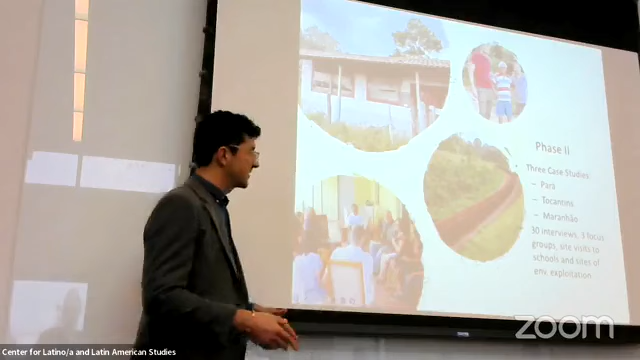 Phase II
Three Case Studies:
– Pará
– Tocantins
– Maranhão
30 interviews, 3 focus
groups, site visits to
schools and sites of
env. exploitation
zoom
Center for Latino/a and Latin American Studies